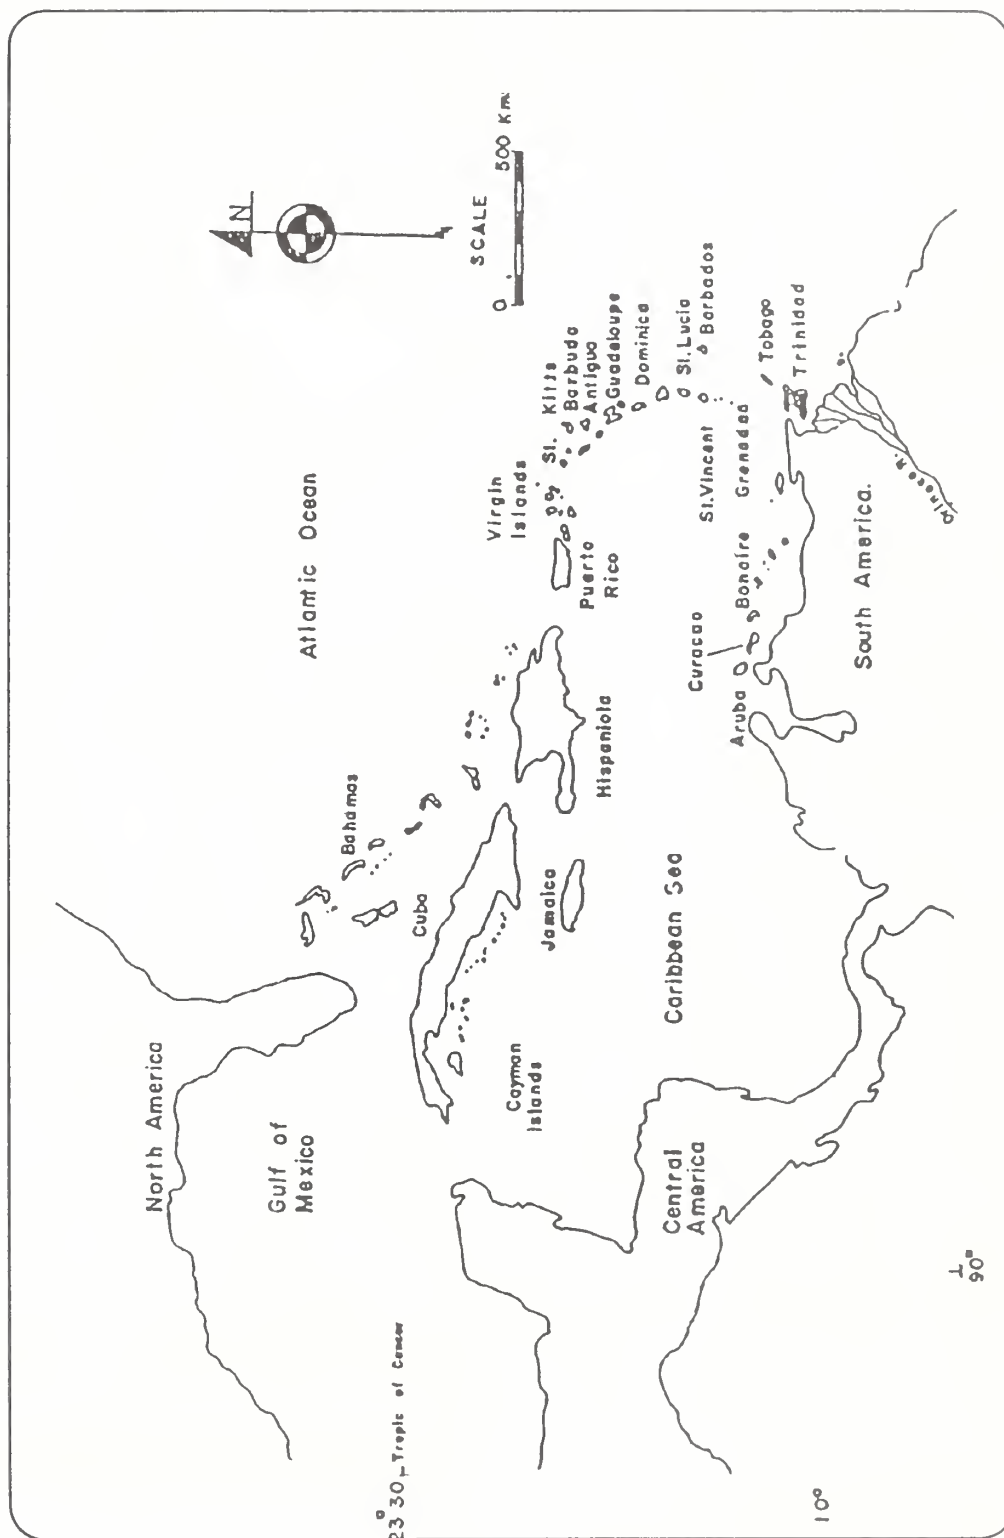 North America
Atlantic Ocean
N
SCALE
0 500 Km
Gulf of
Mexico
Bahamas
23° 30 Tropic of Cancer
Cuba
Virgin
Islands
St. Kitts
Barbuda
Antigua
Guadeloupe
Dominica
St. Lucia
Barbados
Cayman
Islands
Jamaica
Hispaniola
Puerto
Rico
Caribbean Sea
Central
America
St. Vincent
Grenada
Tobago
Trinidad
Curacao
Aruba
Bonaire
South America.
Orinoco R.
10°
90°